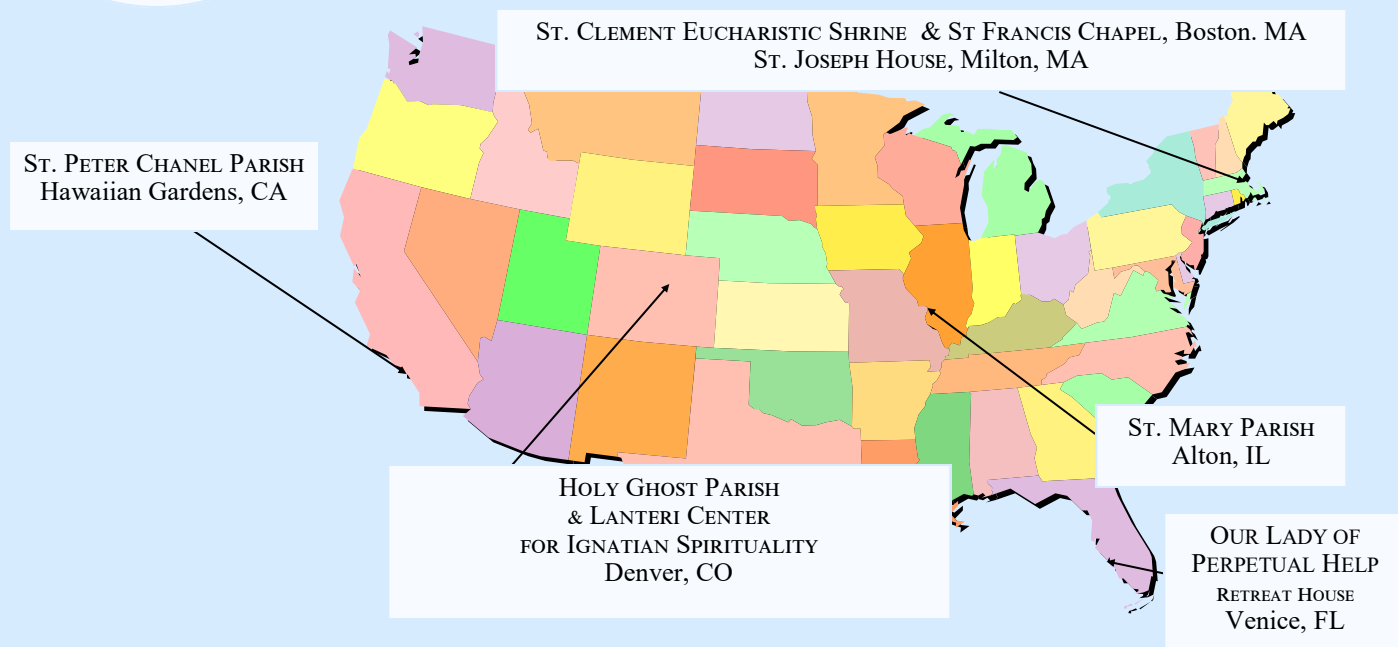 St. Clement Eucharistic Shrine & St Francis Chapel, Boston. MA
St. Joseph House, Milton, MA
St. Peter Chanel Parish
Hawaiian Gardens, CA
St. Mary Parish
Alton, IL
Holy Ghost Parish
& Lanteri Center
for Ignatian Spirituality
Denver, CO
Our Lady of
Perpetual Help
Retreat House
Venice, FL